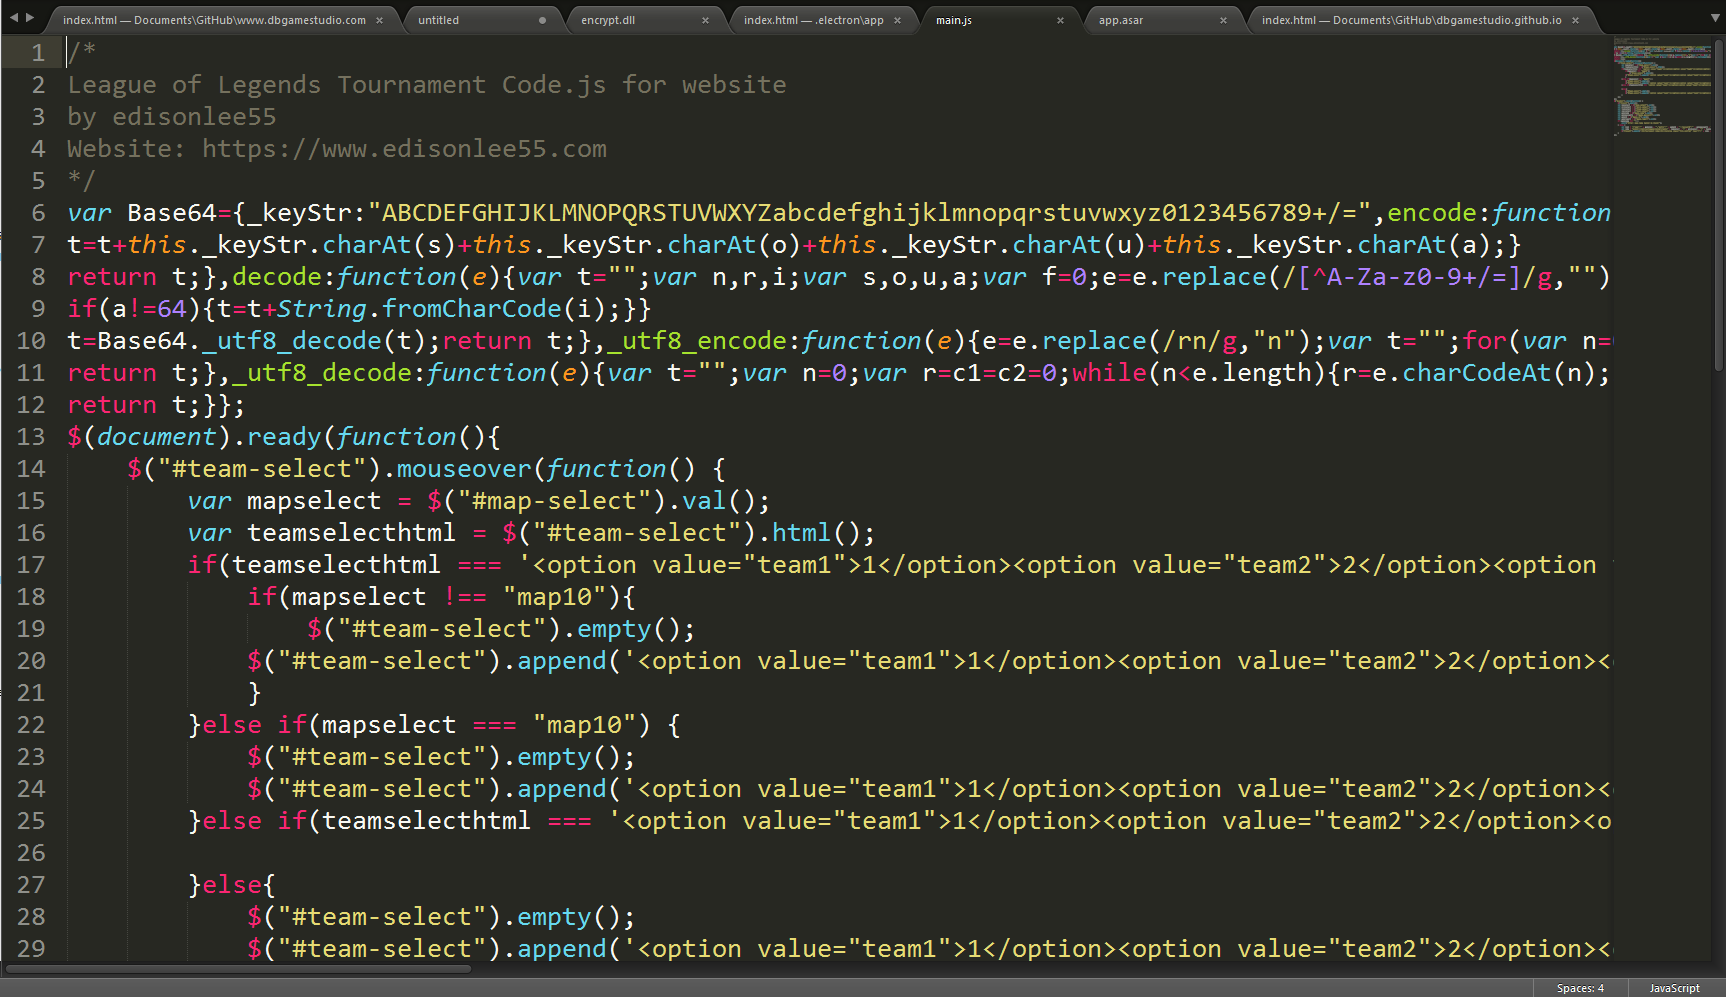 index.html — Documents\GitHub\www.dbgamestudio.com × untitled encrypt.dll × index.html — .electron\app × main.js × app.asar × index.html — Documents\GitHub\dbgamestudio.github.io ×
1 /*
2 League of Legends Tournament Code.js for website
3 by edisonlee55
4 Website: https://www.edisonlee55.com
5 */
6 var Base64={_keyStr:"ABCDEFGHIJKLMNOPQRSTUVWXYZabcdefghijklmnopqrstuvwxyz0123456789+/=",encode:function
7 t=t+this._keyStr.charAt(s)+this._keyStr.charAt(o)+this._keyStr.charAt(u)+this._keyStr.charAt(a);}
8 return t;},decode:function(e){var t="";var n,r,i;var s,o,u,a;var f=0;e=e.replace(/[^A-Za-z0-9+/=]/g,"")
9 if(a!=64){t=t+String.fromCharCode(i);}}
10 t=Base64._utf8_decode(t);return t;},_utf8_encode:function(e){e=e.replace(/rn/g,"n");var t="";for(var n=
11 return t;},_utf8_decode:function(e){var t="";var n=0;var r=c1=c2=0;while(n<e.length){r=e.charCodeAt(n);
12 return t;}};
13 $(document).ready(function(){
14     $("#team-select").mouseover(function() {
15         var mapselect = $("#map-select").val();
16         var teamselecthtml = $("#team-select").html();
17         if(teamselecthtml === '<option value="team1">1</option><option value="team2">2</option><option
18             if(mapselect !== "map10"){
19                 $("#team-select").empty();
20             $("#team-select").append('<option value="team1">1</option><option value="team2">2</option><
21             }
22         }else if(mapselect === "map10") {
23             $("#team-select").empty();
24             $("#team-select").append('<option value="team1">1</option><option value="team2">2</option><
25         }else if(teamselecthtml === '<option value="team1">1</option><option value="team2">2</option><o
26
27         }else{
28             $("#team-select").empty();
29             $("#team-select").append('<option value="team1">1</option><option value="team2">2</option><
Spaces: 4 JavaScript